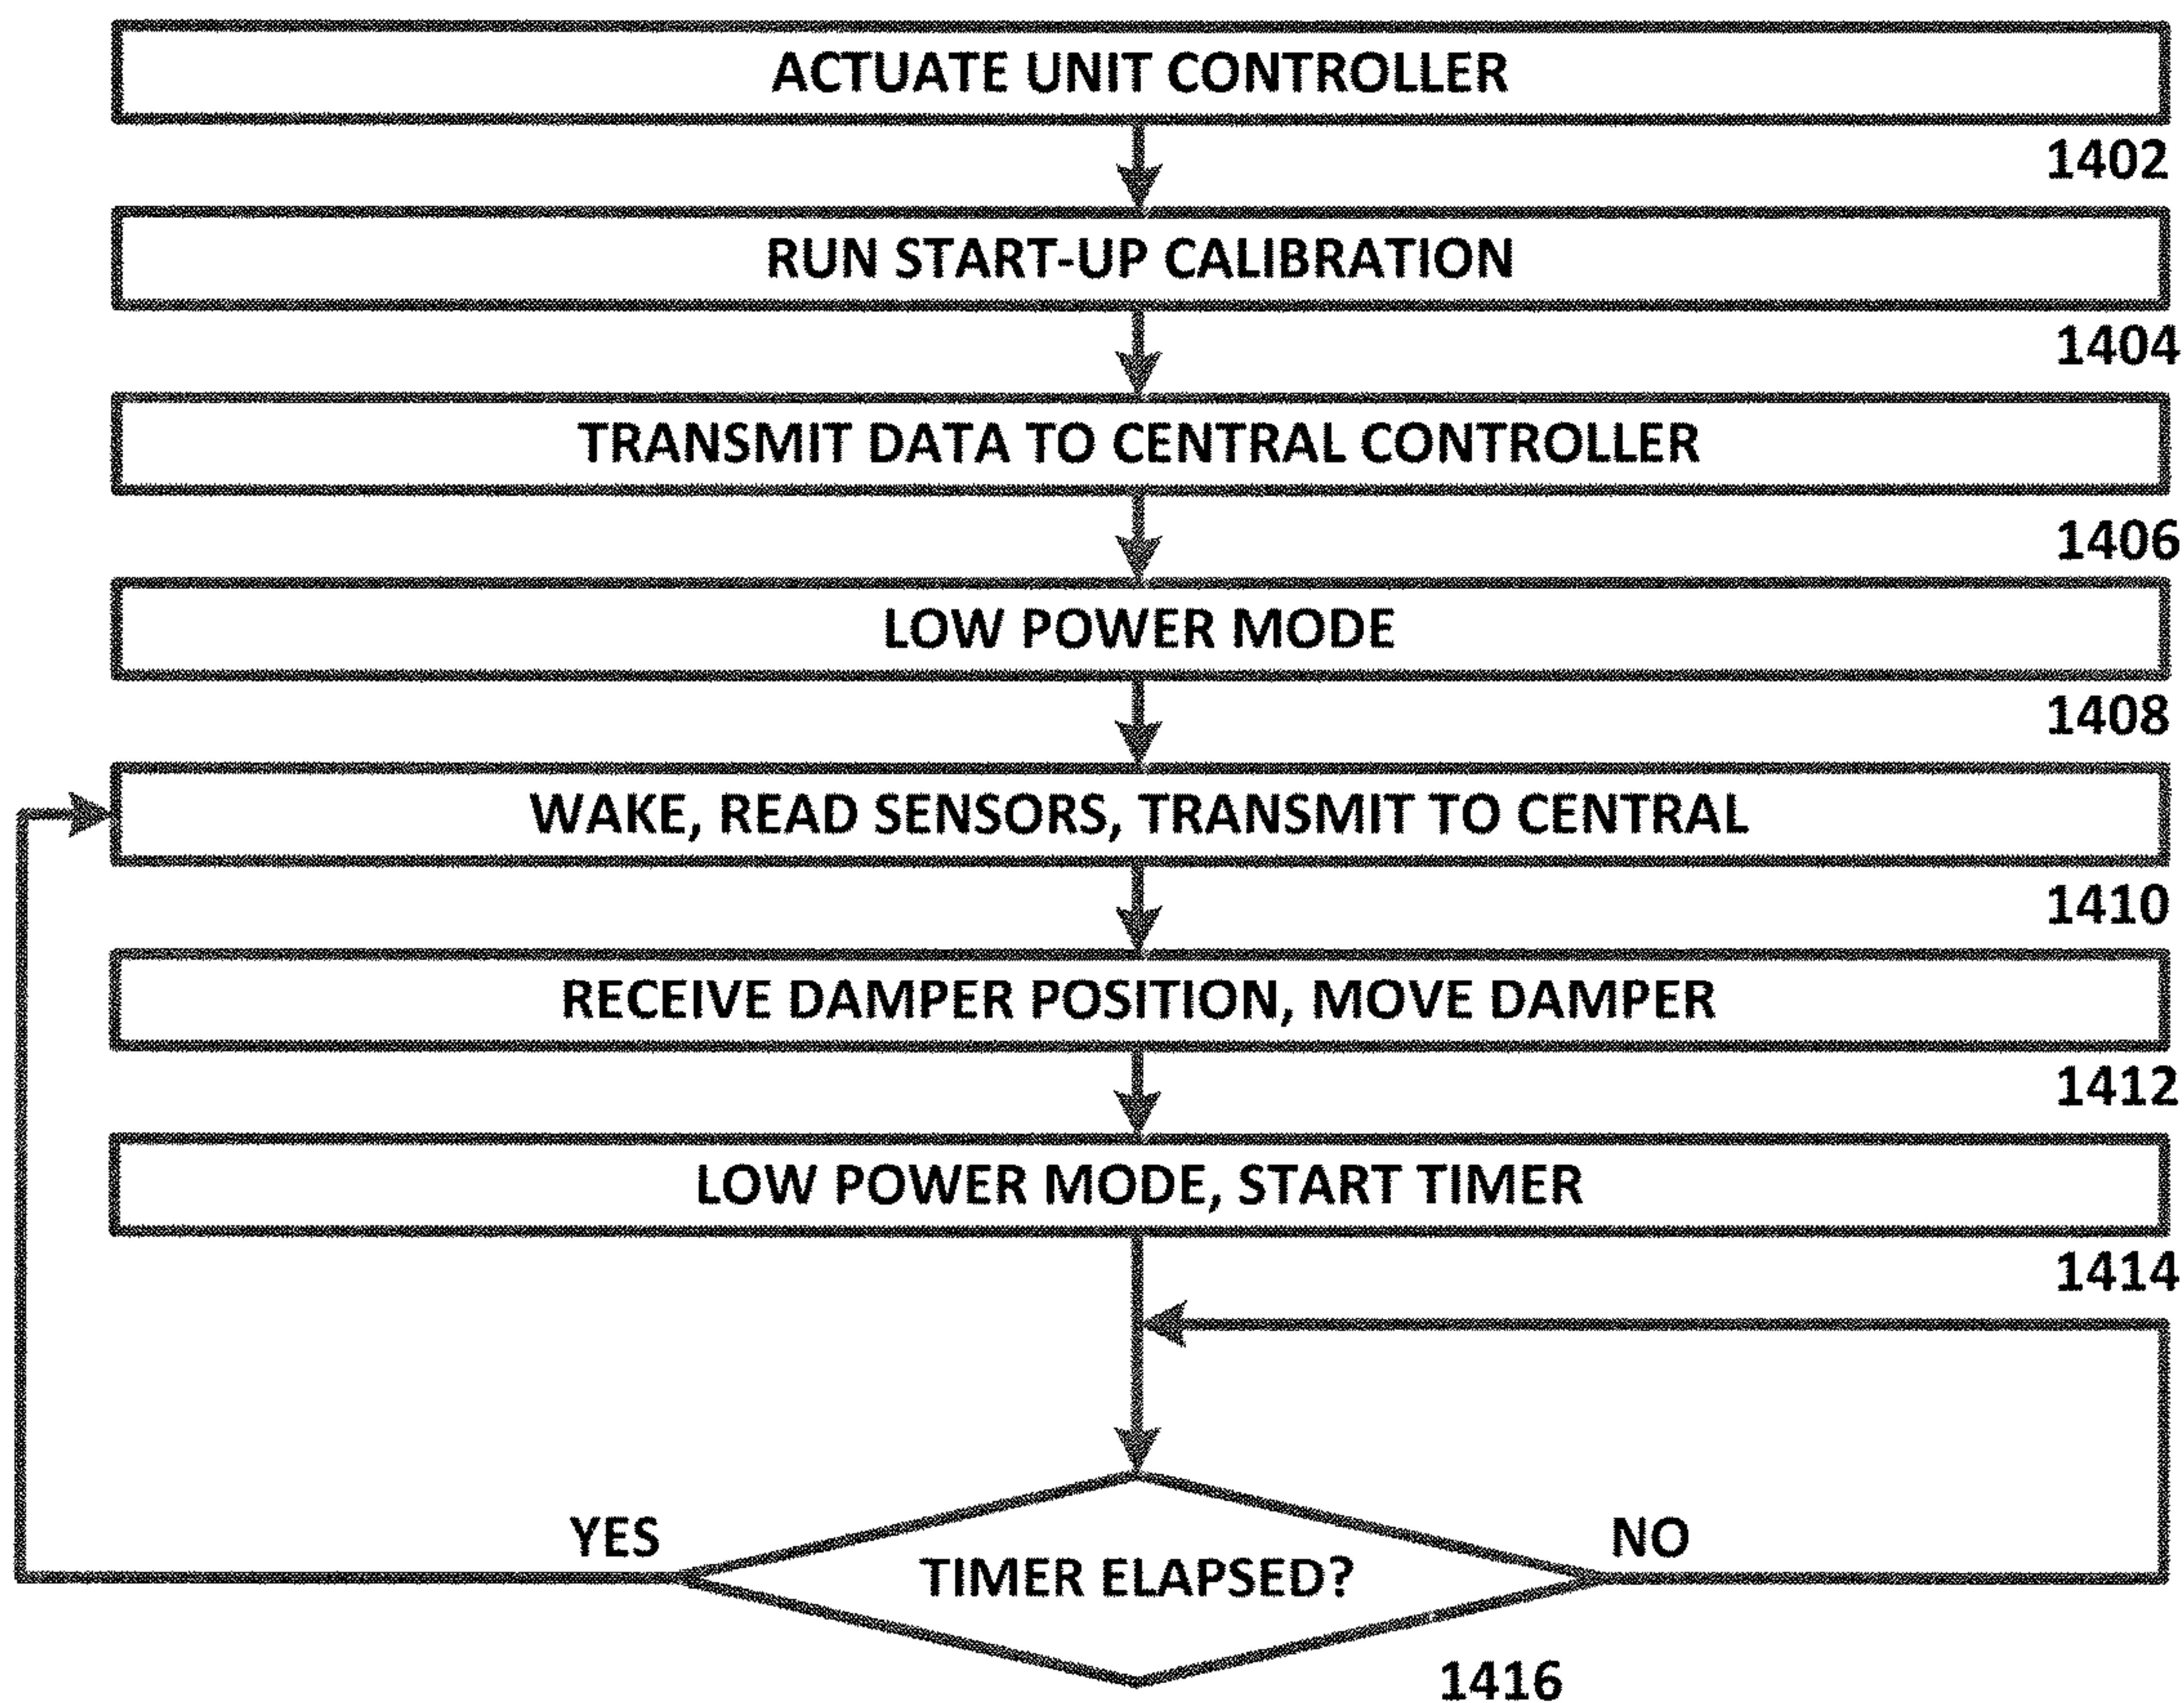 ACTUATE UNIT CONTROLLER
1402
RUN START-UP CALIBRATION
1404
TRANSMIT DATA TO CENTRAL CONTROLLER
1406
LOW POWER MODE
1408
WAKE, READ SENSORS, TRANSMIT TO CENTRAL
1410
RECEIVE DAMPER POSITION, MOVE DAMPER
1412
LOW POWER MODE, START TIMER
1414
YES
NO
TIMER ELAPSED?
1416